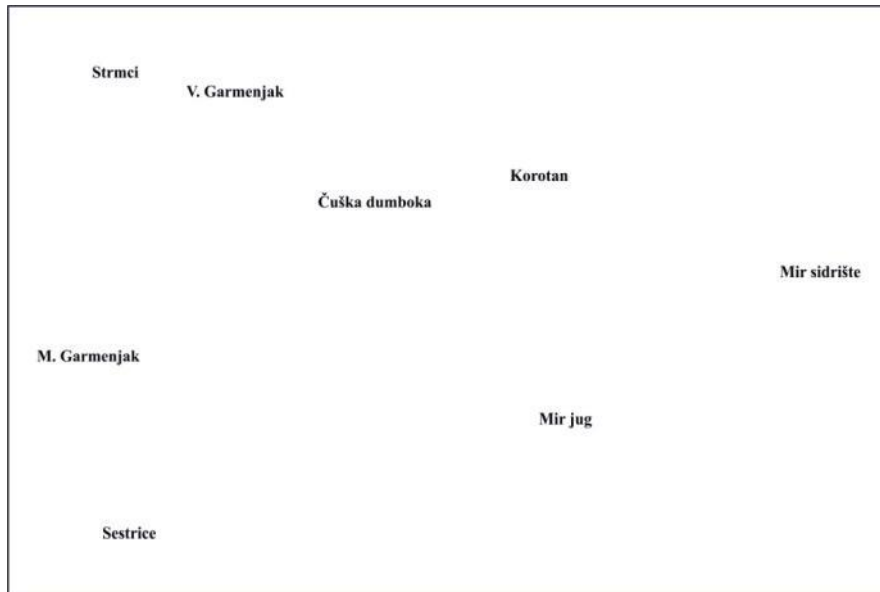 Strmci
V. Garmenjak
Korotan
Čuška dumboka
Mir sidrište
M. Garmenjak
Mir jug
Sestrice